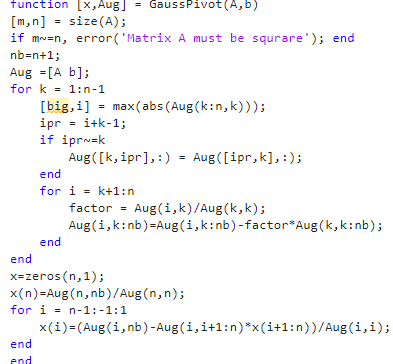 function [x,Aug] = GaussPivot(A,b)
[m,n] = size(A);
if m~=n, error('Matrix A must be squrare'); end
nb=n+1;
Aug =[A b];
for k = 1:n-1
    [big,i] = max(abs(Aug(k:n,k)));
    ipr = i+k-1;
    if ipr~=k
        Aug([k,ipr],:) = Aug([ipr,k],:);
    end
    for i = k+1:n
        factor = Aug(i,k)/Aug(k,k);
        Aug(i,k:nb)=Aug(i,k:nb)-factor*Aug(k,k:nb);
    end
end
x=zeros(n,1);
x(n)=Aug(n,nb)/Aug(n,n);
for i = n-1:-1:1
    x(i)=(Aug(i,nb)-Aug(i,i+1:n)*x(i+1:n))/Aug(i,i);
end
end